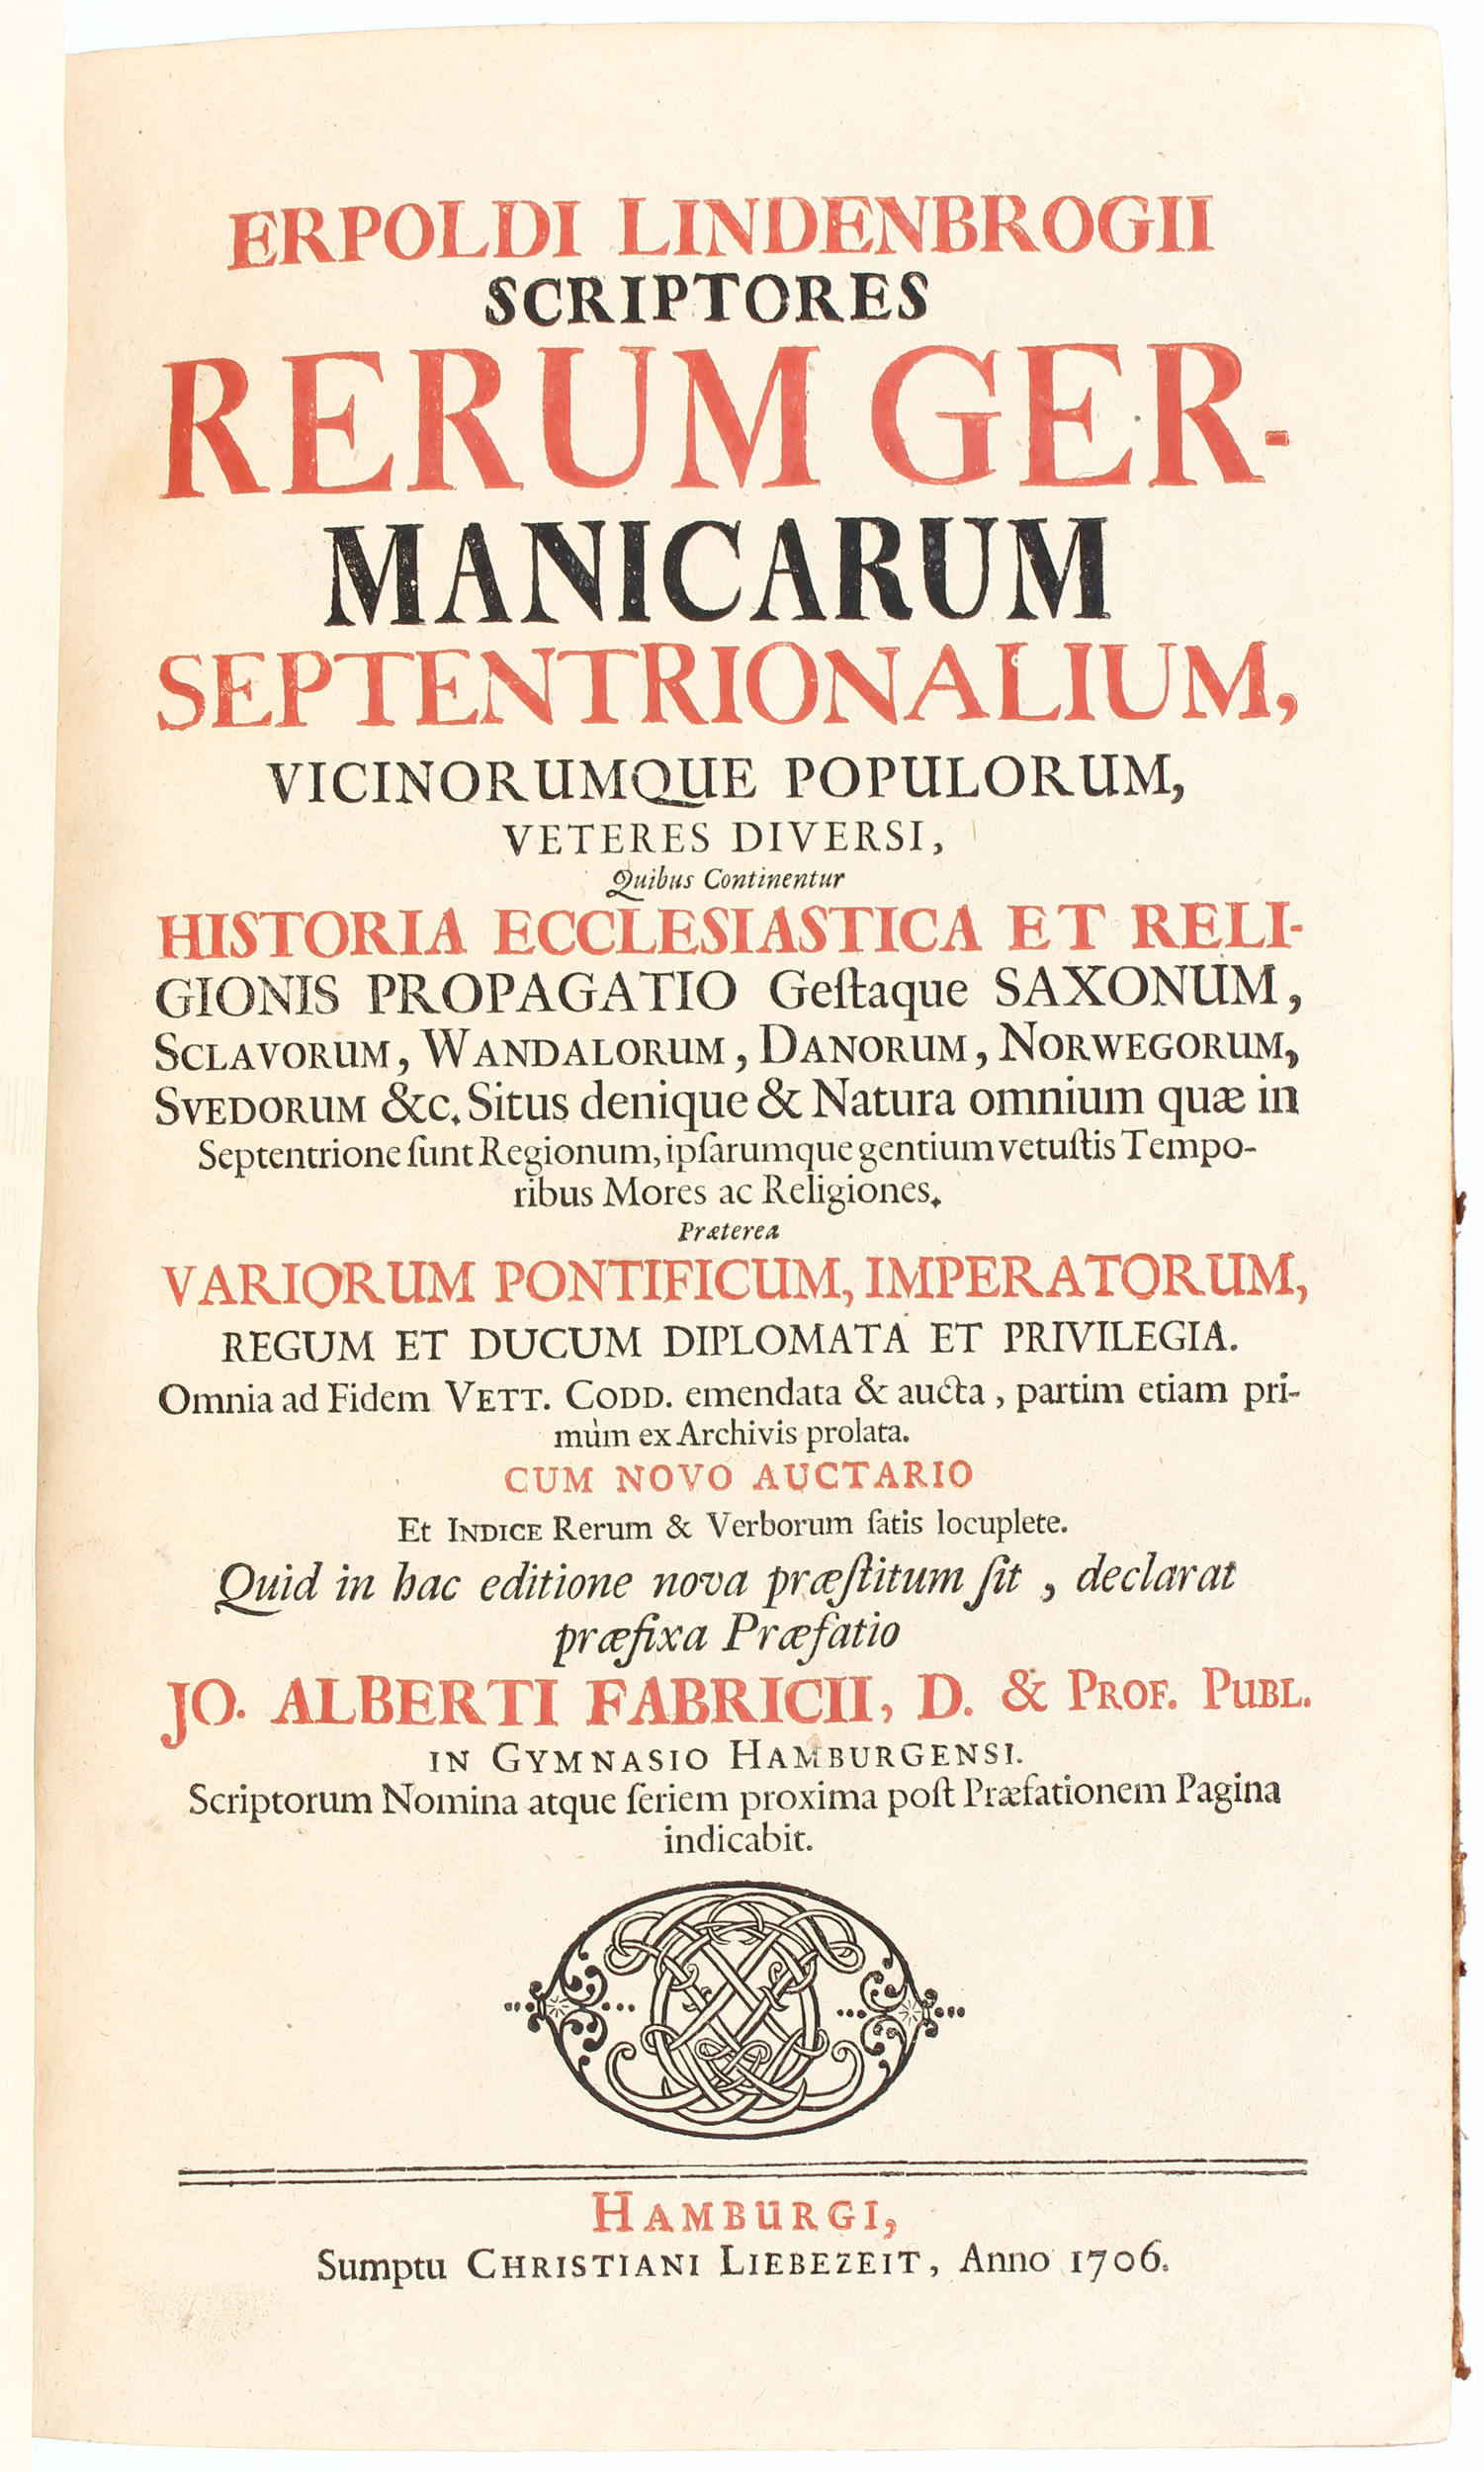 ERPOLDI LINDENBROGII
SCRIPTORES
RERUM GER-
MANICARUM
SEPTENTRIONALIUM,
VICINORUMQUE POPULORUM,
VETERES DIVERSI,
Quibus Continentur
HISTORIA ECCLESIASTICA ET RELI-
GIONIS PROPAGATIO Geſtaque SAXONUM,
SCLAVORUM, WANDALORUM, DANORUM, NORWEGORUM,
SVEDORUM &c. Situs denique & Natura omnium quæ in
Septentrione ſunt Regionum, ipſarumque gentium vetuſtis Tempo-
ribus Mores ac Religiones.
Præterea
VARIORUM PONTIFICUM, IMPERATORUM,
REGUM ET DUCUM DIPLOMATA ET PRIVILEGIA.
Omnia ad Fidem VETT. CODD. emendata & aucta, partim etiam pri-
mùm ex Archivis prolata.
CUM NOVO AUCTARIO
Et INDICE Rerum & Verborum ſatis locuplete.
Quid in hac editione nova præſtitum ſit, declarat
præfixa Præfatio
JO. ALBERTI FABRICII, D. & PROF. PUBL.
IN GYMNASIO HAMBURGENSI.
Scriptorum Nomina atque ſeriem proxima poſt Præfationem Pagina
indicabit.
HAMBURGI,
Sumptu CHRISTIANI LIEBEZEIT, Anno 1706.